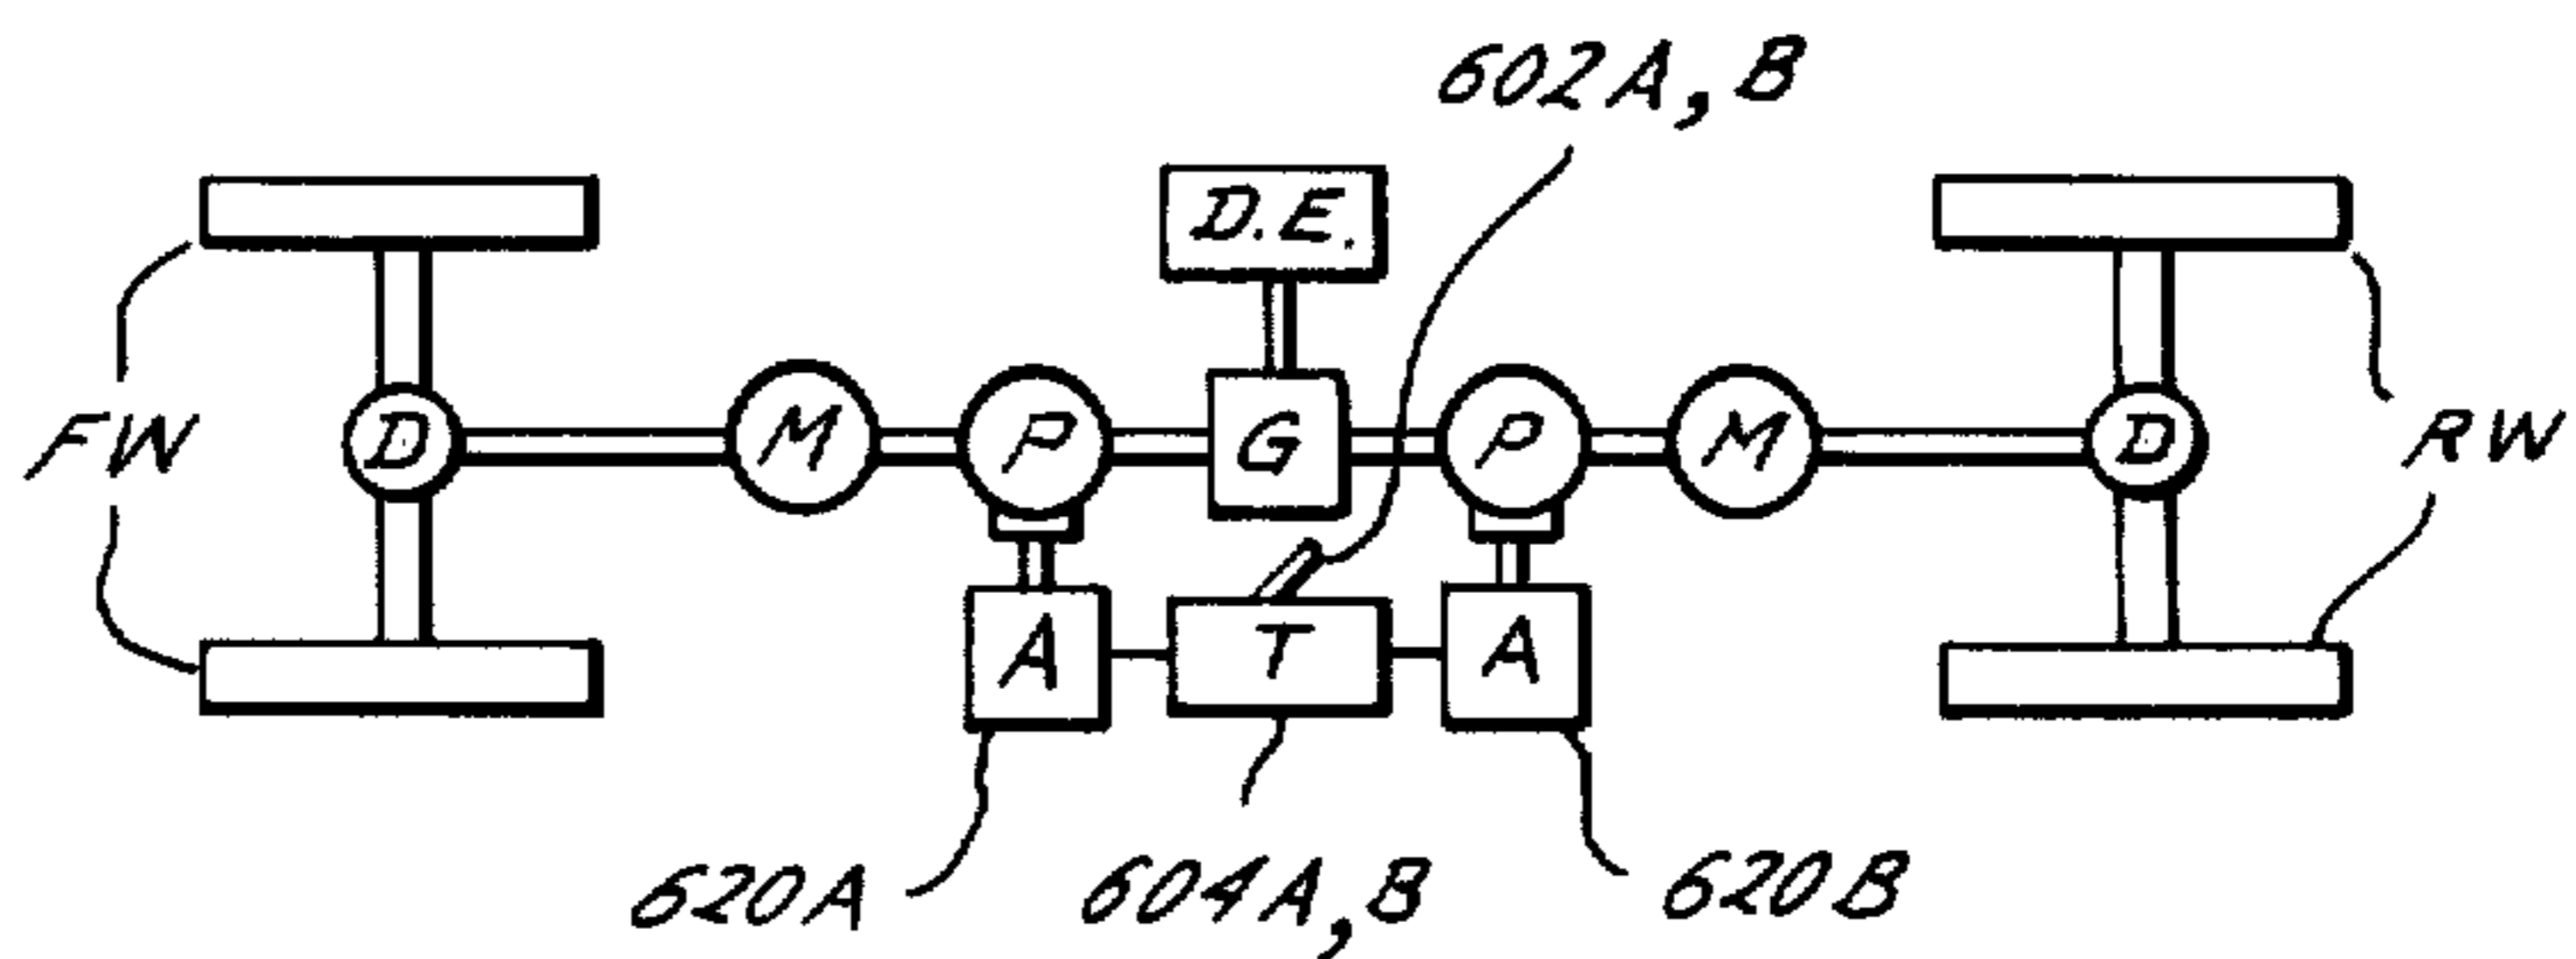 602A, B
D.E.
FW D M P G P M D RW
A T A
620A 604A, B 620B